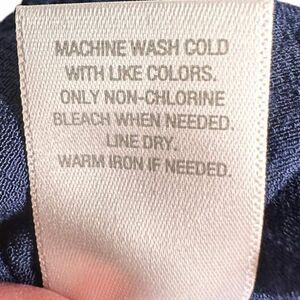 MACHINE WASH COLD
WITH LIKE COLORS.
ONLY NON-CHLORINE
BLEACH WHEN NEEDED.
LINE DRY.
WARM IRON IF NEEDED.